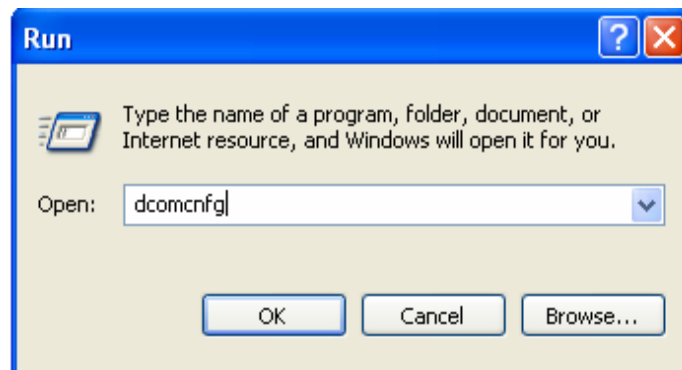 Run
Type the name of a program, folder, document, or
Internet resource, and Windows will open it for you.
Open: dcomcnfg
OK Cancel Browse...